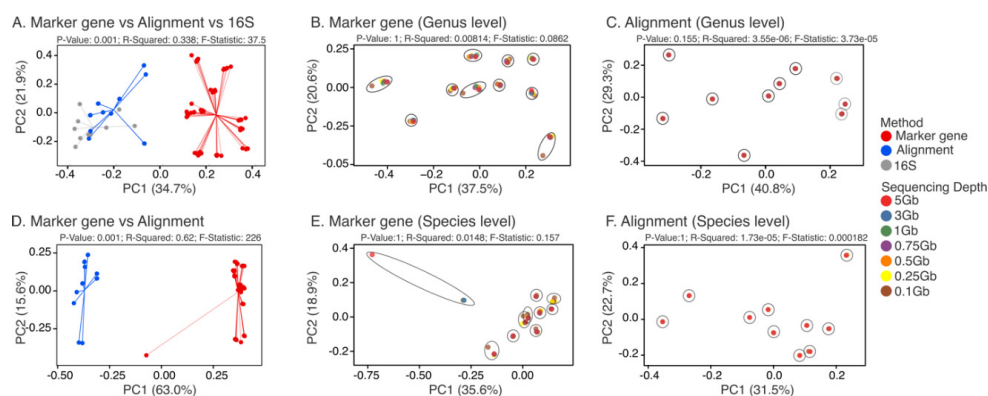 A. Marker gene vs Alignment vs 16S
P-Value: 0.001; R-Squared: 0.338; F-Statistic: 37.5
PC2 (21.9%)
0.4
0.2
0.0
-0.2
-0.4
-0.2
0.0
0.2
0.4
PC1 (34.7%)
B. Marker gene (Genus level)
P-Value: 1; R-Squared: 0.00814; F-Statistic: 0.0862
PC2 (20.6%)
0.25
0.00
-0.25
-0.05
-0.50
-0.25
0.00
0.25
PC1 (37.5%)
C. Alignment (Genus level)
P-Value: 0.155; R-Squared: 3.55e-06; F-Statistic: 3.73e-05
PC2 (29.3%)
0.2
0.0
-0.2
-0.4
-0.3
0.0
0.3
PC1 (40.8%)
Method
Marker gene
Alignment
16S
Sequencing Depth
5Gb
3Gb
1Gb
0.75Gb
0.5Gb
0.25Gb
0.1Gb
D. Marker gene vs Alignment
P-Value: 0.001; R-Squared: 0.62; F-Statistic: 226
PC2 (15.6%)
0.25
0.00
0.25
-0.50
-0.25
0.00
0.25
PC1 (63.0%)
E. Marker gene (Species level)
P-Value:1; R-Squared: 0.0148; F-Statistic: 0.157
PC2 (18.9%)
0.4
0.2
0.0
-0.2
-0.75
-0.50
-0.25
0.00
PC1 (35.6%)
F. Alignment (Species level)
P-Value:1; R-Squared: 1.73e-05; F-Statistic: 0.000182
PC2 (22.7%)
0.4
0.2
0.0
-0.2
-0.4
-0.2
0.0
0.2
PC1 (31.5%)